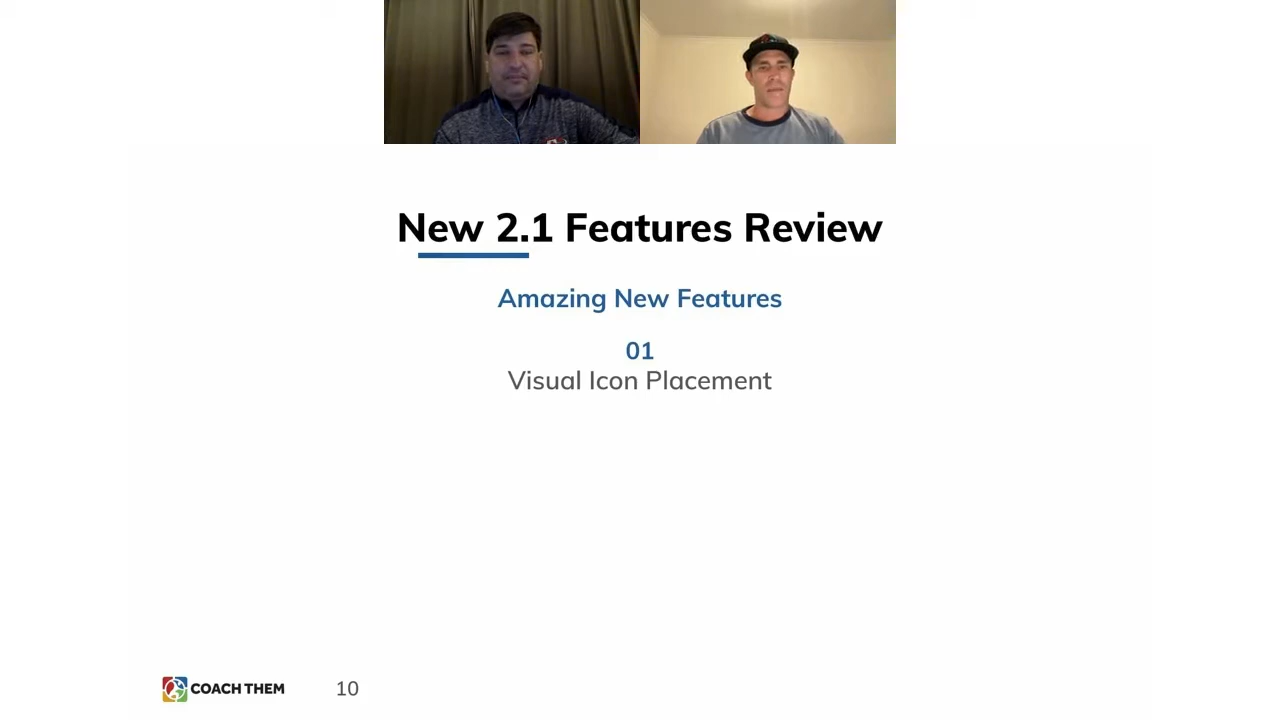 New 2.1 Features Review
Amazing New Features
01
Visual Icon Placement
COACH THEM
10